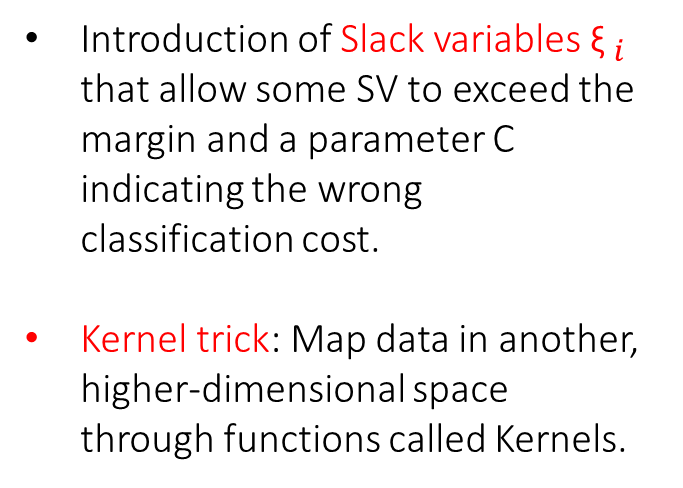 • Introduction of Slack variables ξ i
that allow some SV to exceed the
margin and a parameter C
indicating the wrong
classification cost.
• Kernel trick: Map data in another,
higher-dimensional space
through functions called Kernels.